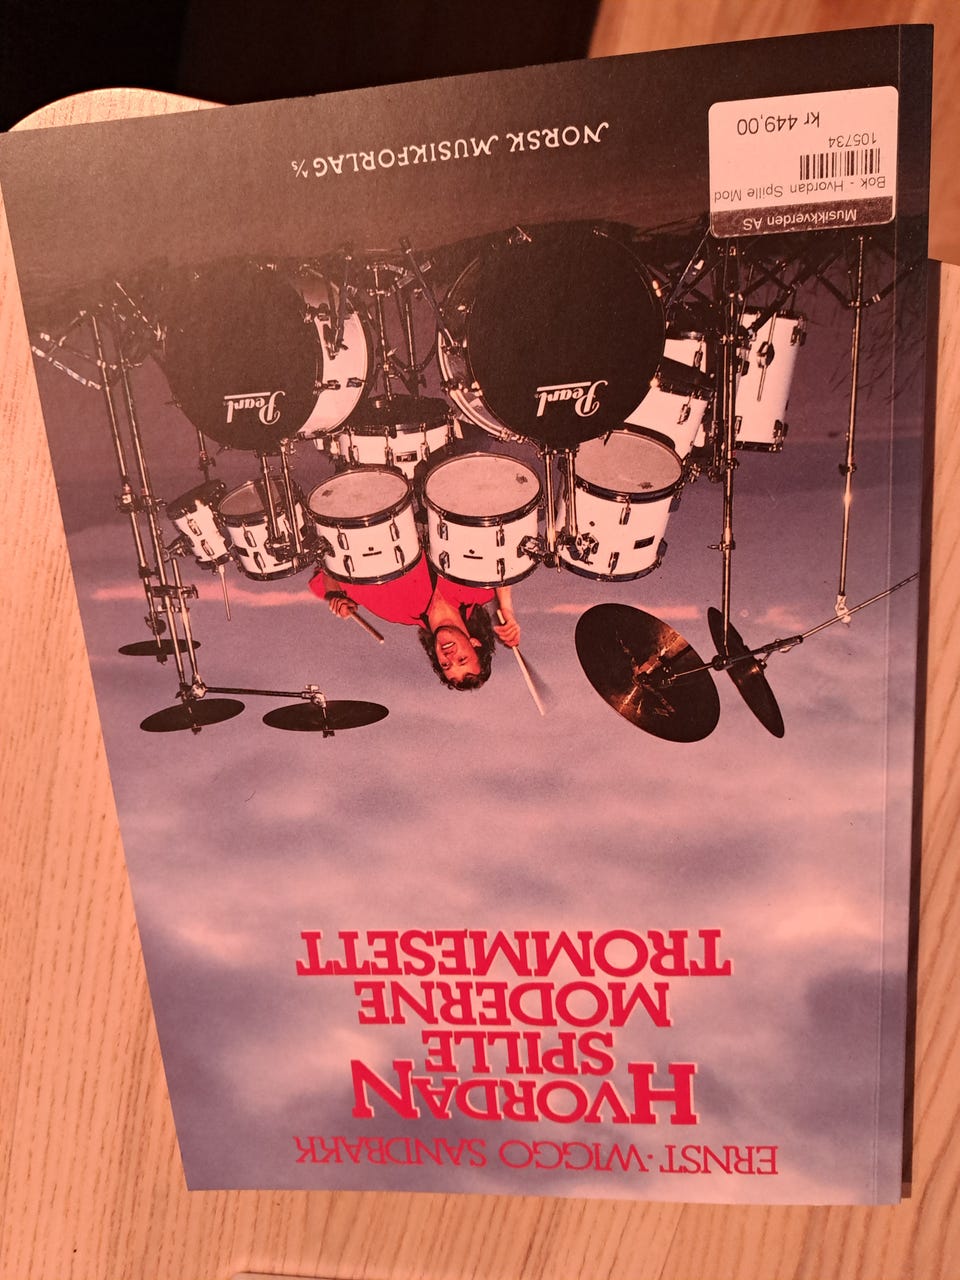 ERNST-WIGGO SANDBAKK
HVORDAN
SPILLE
MODERNE
TROMMESETT
Pearl
Pearl
Musikkverden AS
Bok - Hvordan Spille Mod
105734
kr 449,00
NORSK MUSIKFORLAG A/S